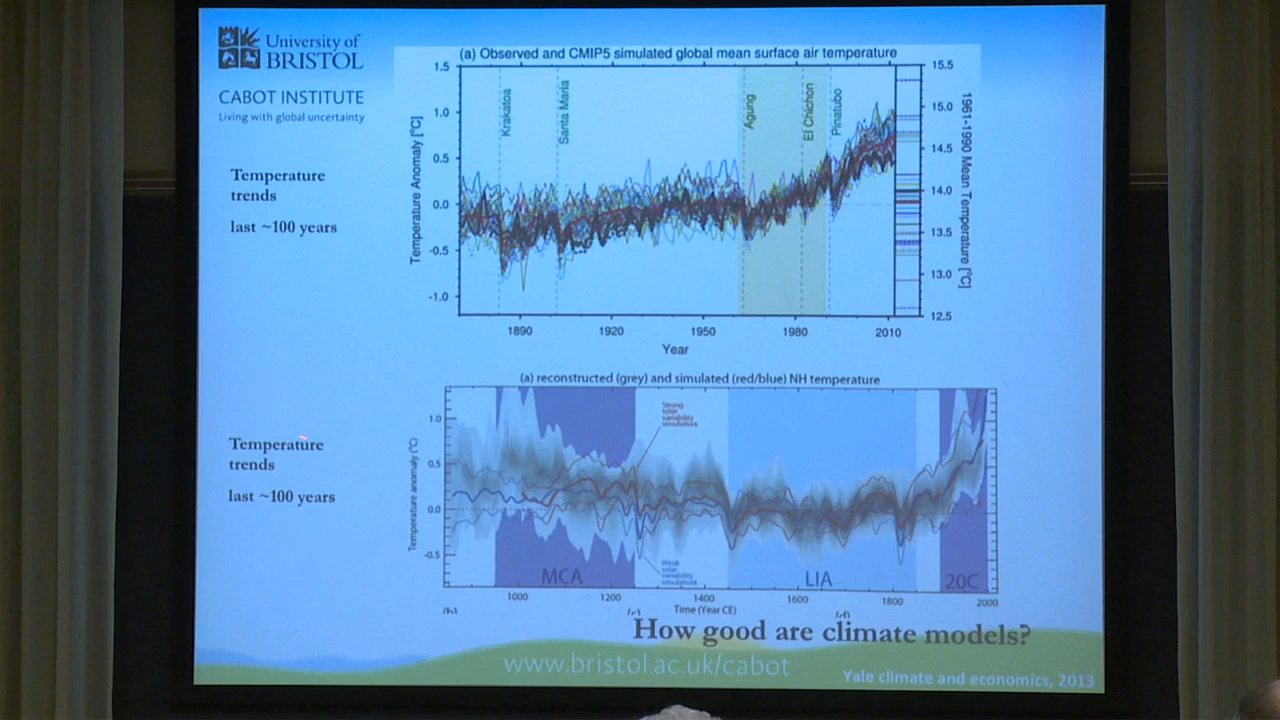 University of
BRISTOL
CABOT INSTITUTE
Living with global uncertainty
Temperature
trends
last ~100 years
(a) Observed and CMIP5 simulated global mean surface air temperature
1.5
1.0
0.5
0.0
-0.5
-1.0
Temperature Anomaly [°C]
Krakatoa
Santa Maria
Agung
El Chichon
Pinatubo
15.5
15.0
14.5
14.0
13.5
13.0
12.5
1961-1990 Mean Temperature [°C]
1890 1920 1950 1980 2010
Year
Temperature
trends
last ~100 years
(a) reconstructed (grey) and simulated (red/blue) NH temperature
1.0
0.5
0.0
-0.5
Temperature anomaly (°C)
Strong
solar
variability
simulations
Weak
solar
variability
simulations
MCA LIA 20C
1000 1200 1400 1600 1800 2000
Time (Year CE)
(b) (c) (d)
How good are climate models?
www.bristol.ac.uk/cabot
Yale climate and economics, 2013